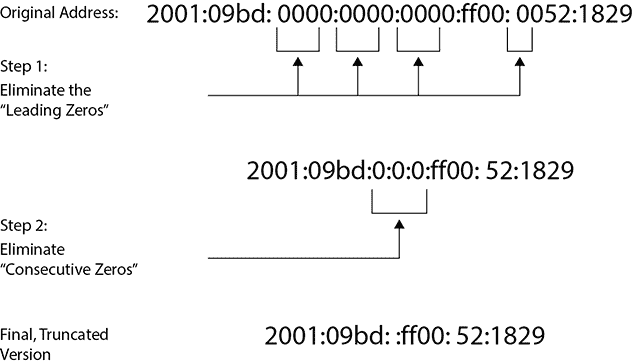 Original Address: 2001:09bd: 0000:0000:0000:ff00: 0052:1829
Step 1:
Eliminate the
“Leading Zeros”
2001:09bd:0:0:0:ff00: 52:1829
Step 2:
Eliminate
“Consecutive Zeros”
Final, Truncated
Version
2001:09bd: :ff00: 52:1829